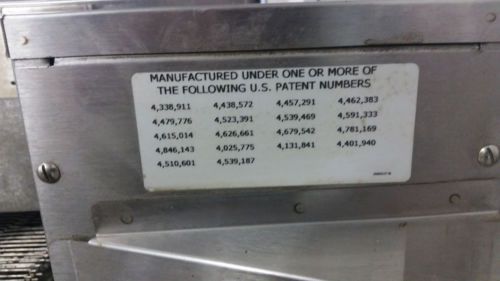 MANUFACTURED UNDER ONE OR MORE OF
THE FOLLOWING U.S. PATENT NUMBERS
4,338,911 4,438,572 4,457,291 4,462,383
4,479,776 4,523,391 4,539,469 4,591,333
4,615,014 4,626,661 4,679,542 4,781,169
4,846,143 4,025,775 4,131,841 4,401,940
4,510,601 4,539,187